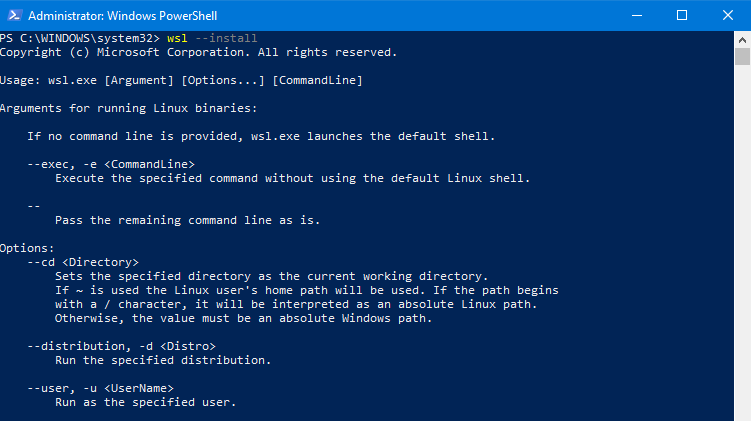 Administrator: Windows PowerShell
PS C:\WINDOWS\system32> wsl --install
Copyright (c) Microsoft Corporation. All rights reserved.
Usage: wsl.exe [Argument] [Options...] [CommandLine]
Arguments for running Linux binaries:
If no command line is provided, wsl.exe launches the default shell.
--exec, -e <CommandLine>
Execute the specified command without using the default Linux shell.
--
Pass the remaining command line as is.
Options:
--cd <Directory>
Sets the specified directory as the current working directory.
If ~ is used the Linux user's home path will be used. If the path begins
with a / character, it will be interpreted as an absolute Linux path.
Otherwise, the value must be an absolute Windows path.
--distribution, -d <Distro>
Run the specified distribution.
--user, -u <UserName>
Run as the specified user.